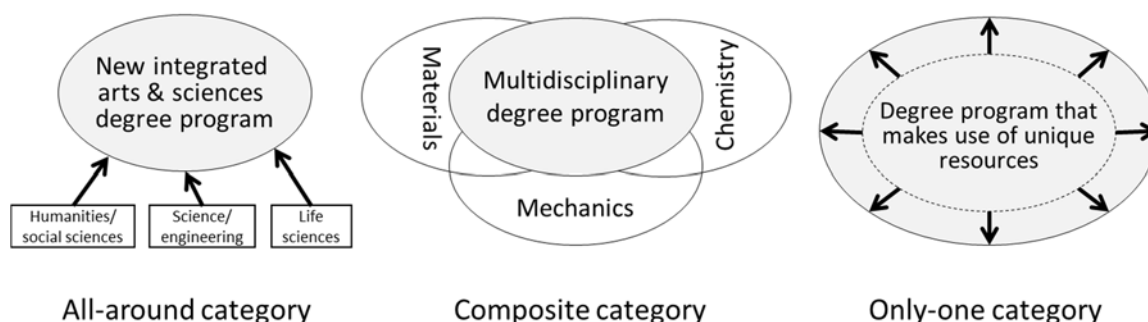 New integrated
arts & sciences
degree program
Humanities/
social sciences
Science/
engineering
Life
sciences
All-around category
Materials
Multidisciplinary
degree program
Chemistry
Mechanics
Composite category
Degree program that
makes use of unique
resources
Only-one category